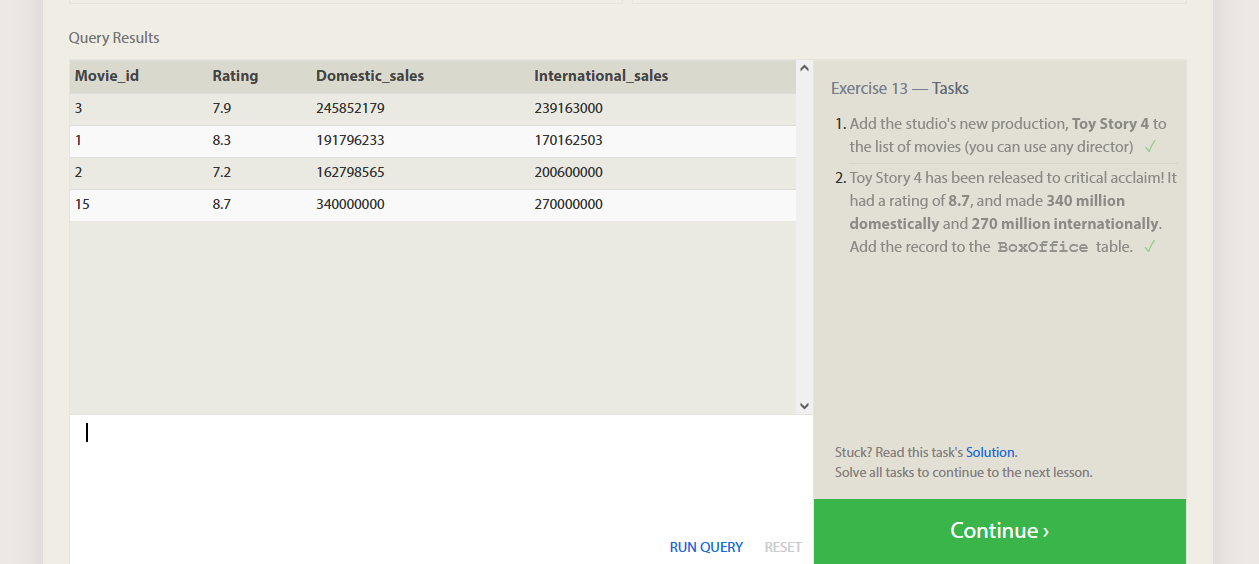 Query Results
Movie_id Rating Domestic_sales International_sales
3 7.9 245852179 239163000
1 8.3 191796233 170162503
2 7.2 162798565 200600000
15 8.7 340000000 270000000
RUN QUERY RESET
Exercise 13 — Tasks
1. Add the studio's new production, Toy Story 4 to
the list of movies (you can use any director) ✓
2. Toy Story 4 has been released to critical acclaim! It
had a rating of 8.7, and made 340 million
domestically and 270 million internationally.
Add the record to the BoxOffice table. ✓
Stuck? Read this task's Solution.
Solve all tasks to continue to the next lesson.
Continue ›